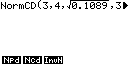 NormCD(3,4,√0.1089,3▶
Npd Ncd InvN